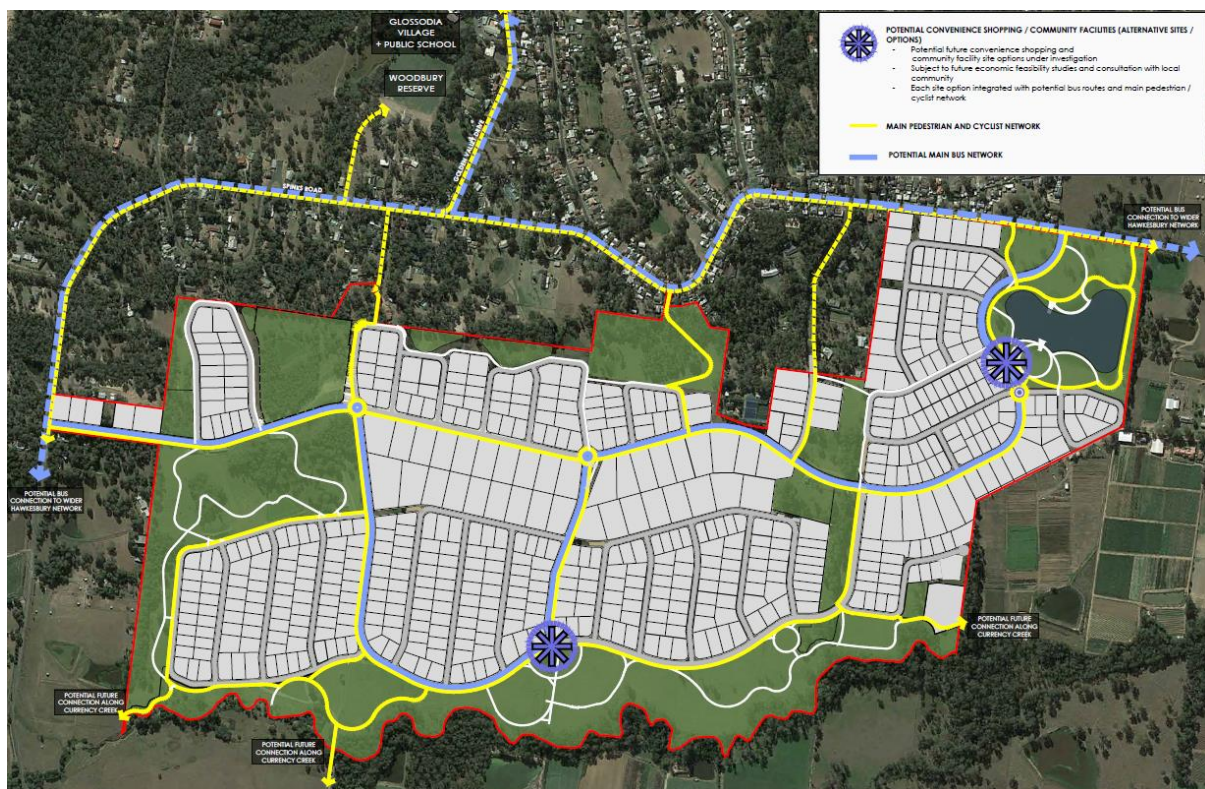 GLOSSODIA
VILLAGE
+ PUBLIC SCHOOL
WOODBURY
RESERVE
GOLDEN VALLEY DRIVE
SPINKS ROAD
POTENTIAL CONVENIENCE SHOPPING / COMMUNITY FACILITIES (ALTERNATIVE SITES /
OPTIONS)
- Potential future convenience shopping and
community facility site options under investigation
- Subject to future economic feasibility studies and consultation with local
community
- Each site option integrated with potential bus routes and main pedestrian /
cyclist network
MAIN PEDESTRIAN AND CYCLIST NETWORK
POTENTIAL MAIN BUS NETWORK
POTENTIAL BUS
CONNECTION TO WIDER
HAWKESBURY NETWORK
POTENTIAL BUS
CONNECTION TO WIDER
HAWKESBURY NETWORK
POTENTIAL FUTURE
CONNECTION ALONG
CURRENCY CREEK
POTENTIAL FUTURE
CONNECTION ALONG
CURRENCY CREEK
POTENTIAL FUTURE
CONNECTION ALONG
CURRENCY CREEK